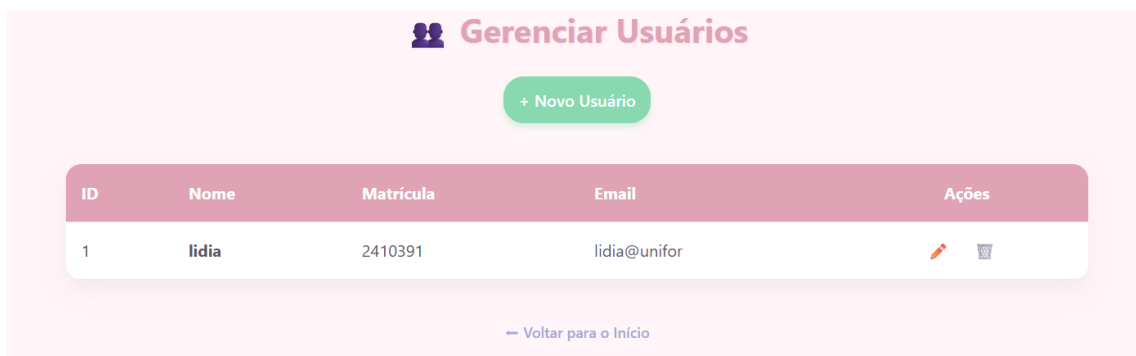 Gerenciar Usuários
+ Novo Usuário
ID Nome Matrícula Email Ações
1 lidia 2410391 lidia@unifor
← Voltar para o Início